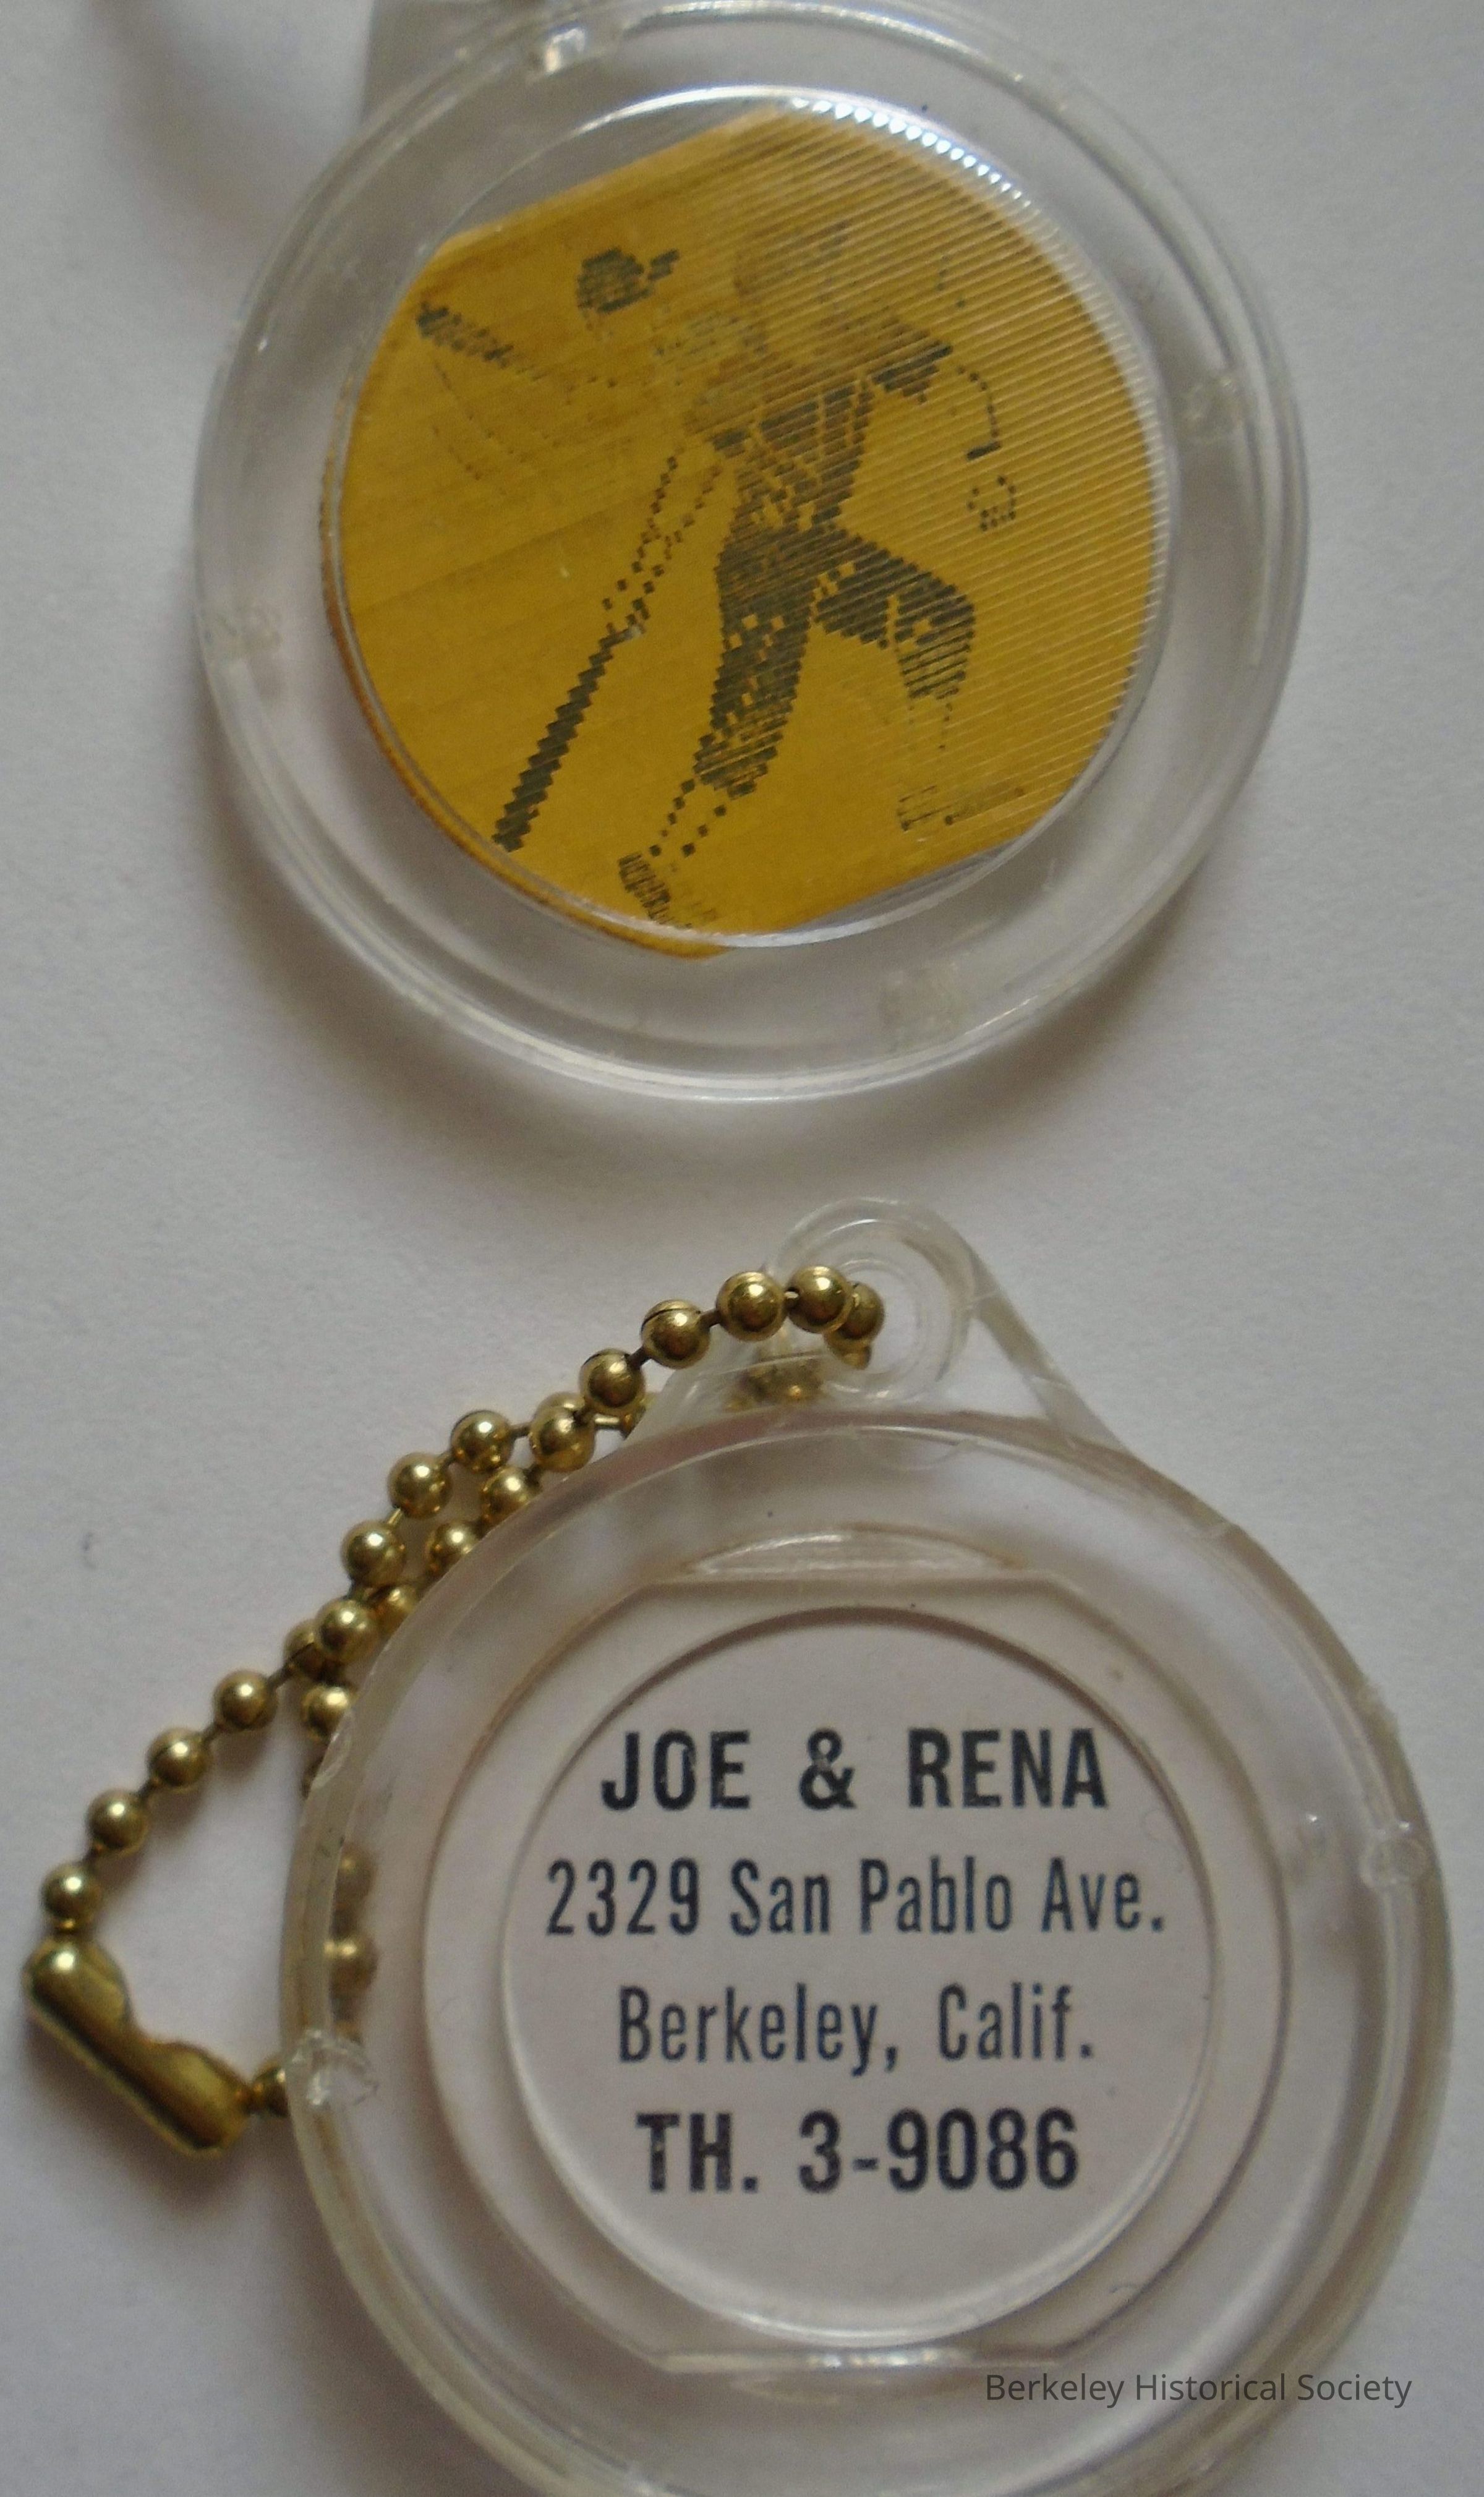 JOE & RENA
2329 San Pablo Ave.
Berkeley, Calif.
TH. 3-9086
Berkeley Historical Society